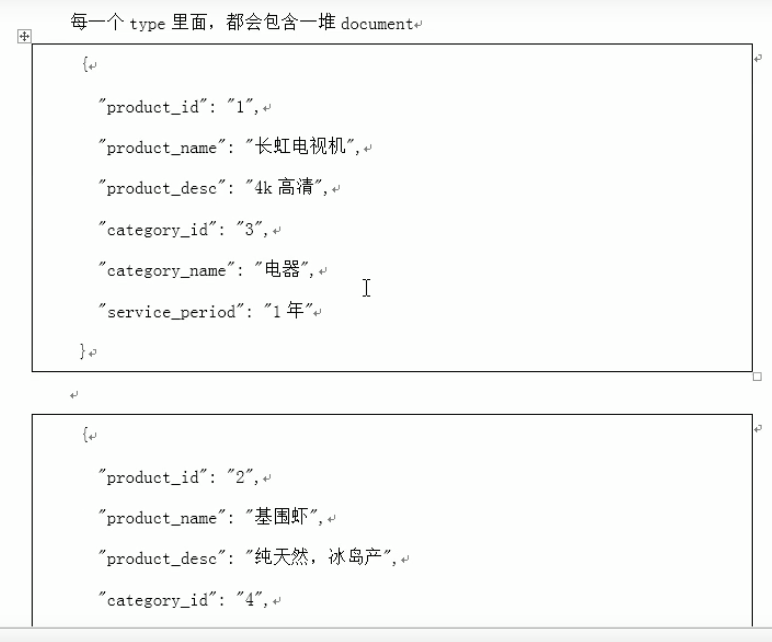 每一个 type 里面，都会包含一堆 document
{
"product_id": "1",
"product_name": "长虹电视机",
"product_desc": "4k 高清",
"category_id": "3",
"category_name": "电器",
"service_period": "1 年"
}
{
"product_id": "2",
"product_name": "基围虾",
"product_desc": "纯天然，冰岛产",
"category_id": "4",